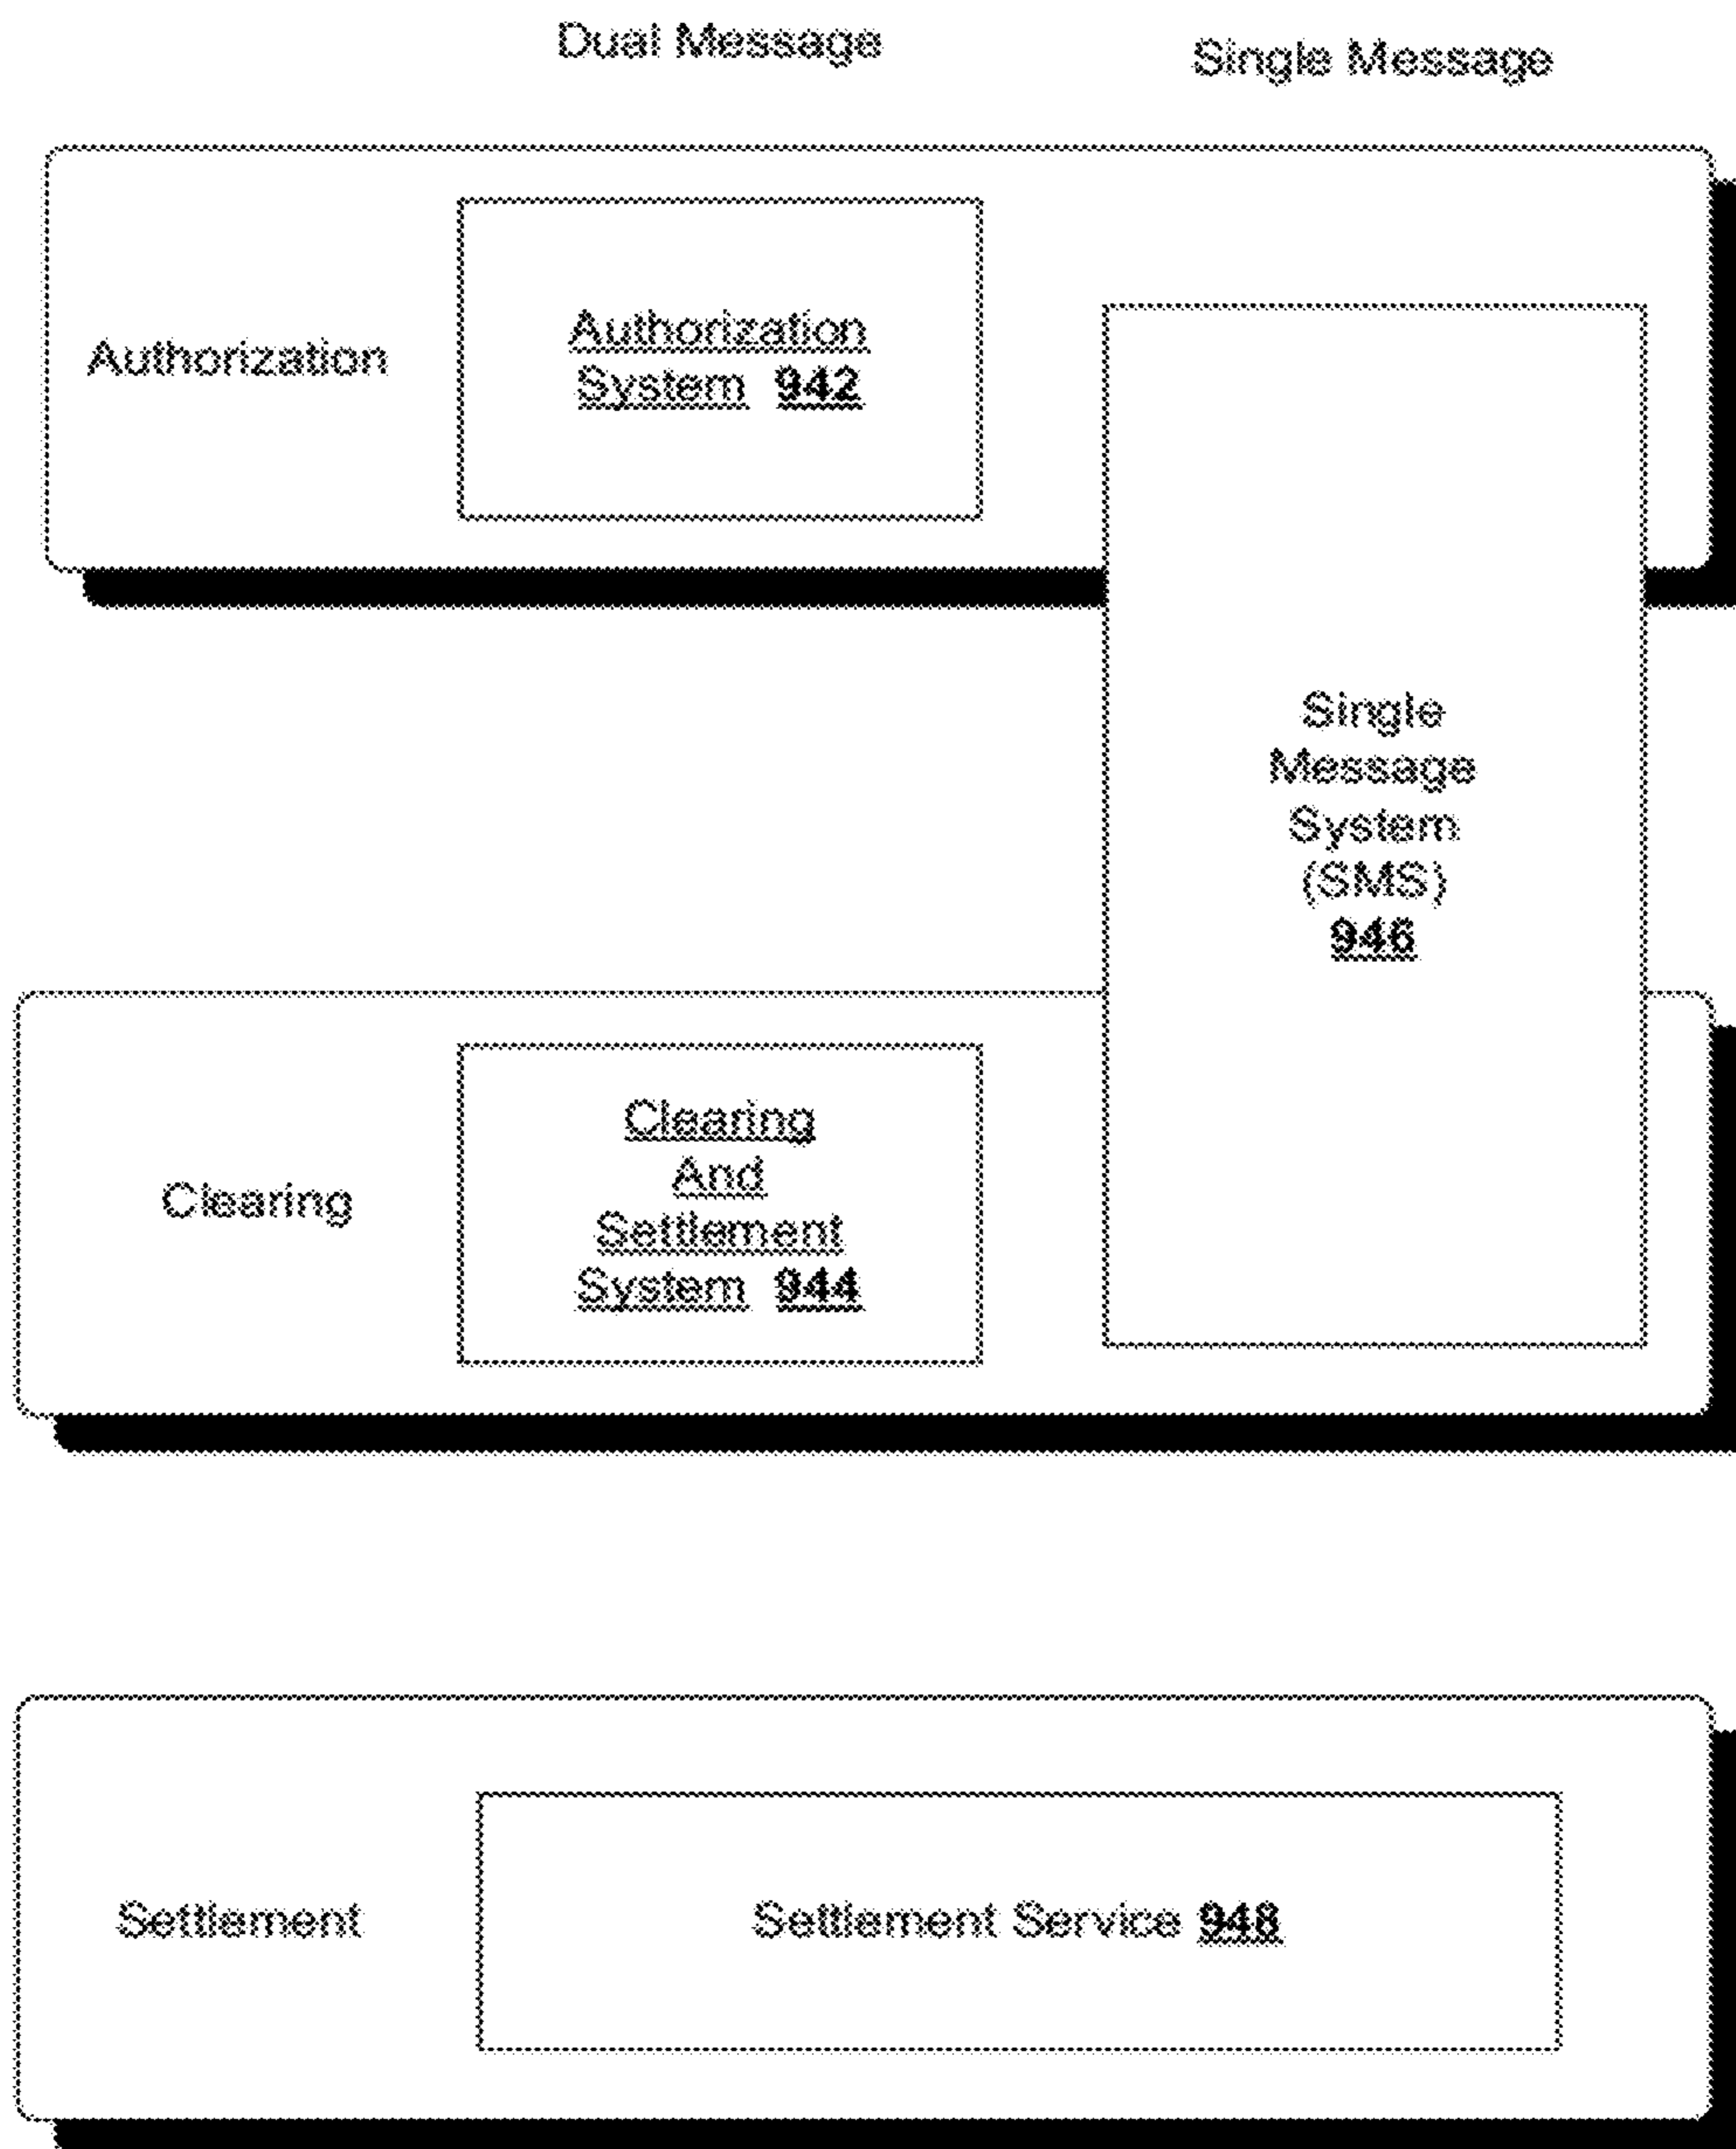 Dual Message
Single Message
Authorization
Authorization
System 942
Single
Message
System
(SMS)
946
Clearing
Clearing
And
Settlement
System 944
Settlement
Settlement Service 948